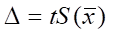 Δ = tS(x̅)